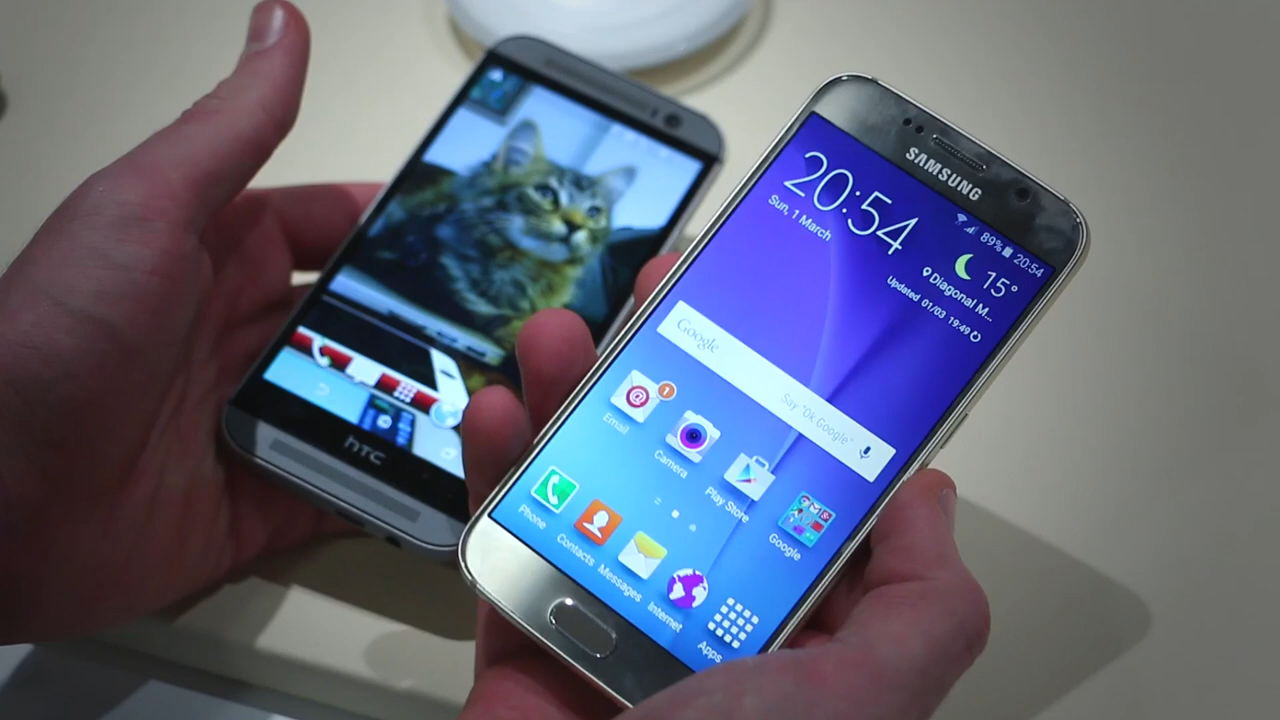 SAMSUNG
89% 20:54
20:54
Sun, 1 March
15°
Diagonal M...
Updated 01/03 19:49
Google
Say "Ok Google"
1
Email
Camera
Play Store
Google
Phone
Contacts
Messages
Internet
Apps
hTC